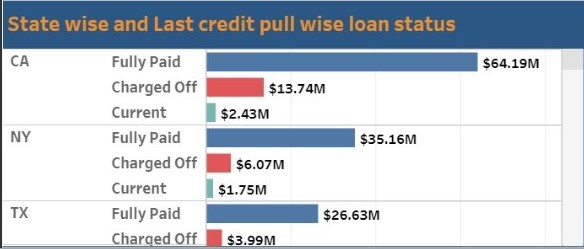 State wise and Last credit pull wise loan status
CA Fully Paid $64.19M
Charged Off $13.74M
Current $2.43M
NY Fully Paid $35.16M
Charged Off $6.07M
Current $1.75M
TX Fully Paid $26.63M
Charged Off $3.99M